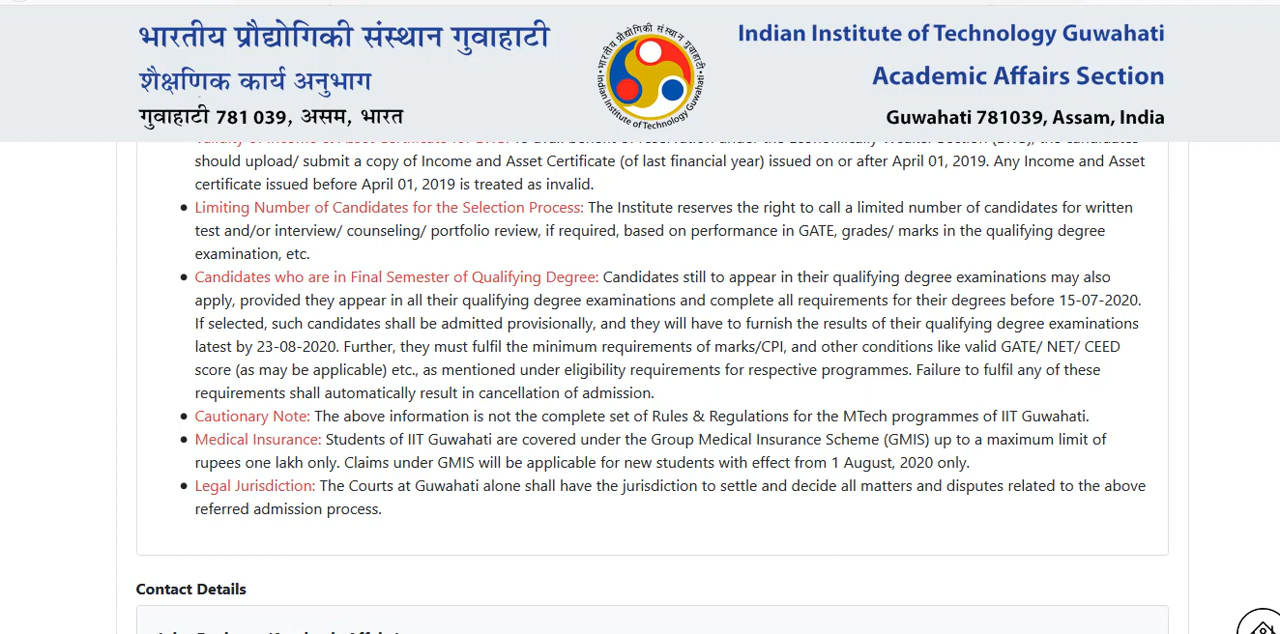 भारतीय प्रौद्योगिकी संस्थान गुवाहाटी
शैक्षणिक कार्य अनुभाग
गुवाहाटी 781 039, असम, भारत
भारतीय प्रौद्योगिकी संस्थान गुवाहाटी
Indian Institute of Technology Guwahati
Indian Institute of Technology Guwahati
Academic Affairs Section
Guwahati 781039, Assam, India
should upload/ submit a copy of Income and Asset Certificate (of last financial year) issued on or after April 01, 2019. Any Income and Asset
certificate issued before April 01, 2019 is treated as invalid.
Limiting Number of Candidates for the Selection Process: The Institute reserves the right to call a limited number of candidates for written
test and/or interview/ counseling/ portfolio review, if required, based on performance in GATE, grades/ marks in the qualifying degree
examination, etc.
Candidates who are in Final Semester of Qualifying Degree: Candidates still to appear in their qualifying degree examinations may also
apply, provided they appear in all their qualifying degree examinations and complete all requirements for their degrees before 15-07-2020.
If selected, such candidates shall be admitted provisionally, and they will have to furnish the results of their qualifying degree examinations
latest by 23-08-2020. Further, they must fulfil the minimum requirements of marks/CPI, and other conditions like valid GATE/ NET/ CEED
score (as may be applicable) etc., as mentioned under eligibility requirements for respective programmes. Failure to fulfil any of these
requirements shall automatically result in cancellation of admission.
Cautionary Note: The above information is not the complete set of Rules & Regulations for the MTech programmes of IIT Guwahati.
Medical Insurance: Students of IIT Guwahati are covered under the Group Medical Insurance Scheme (GMIS) up to a maximum limit of
rupees one lakh only. Claims under GMIS will be applicable for new students with effect from 1 August, 2020 only.
Legal Jurisdiction: The Courts at Guwahati alone shall have the jurisdiction to settle and decide all matters and disputes related to the above
referred admission process.
Contact Details